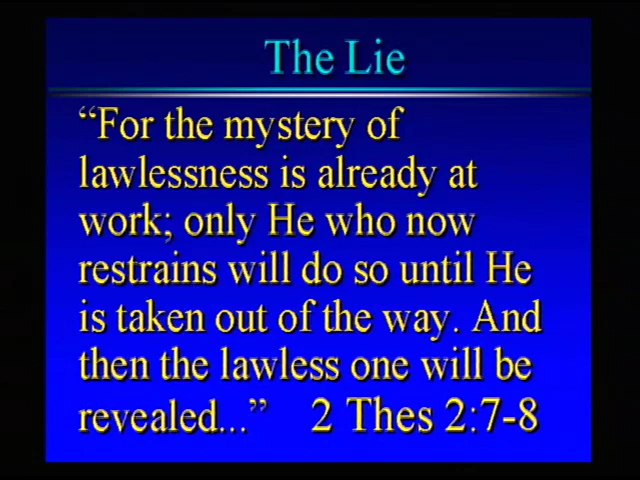 The Lie
“For the mystery of
lawlessness is already at
work; only He who now
restrains will do so until He
is taken out of the way. And
then the lawless one will be
revealed...” 2 Thes 2:7-8